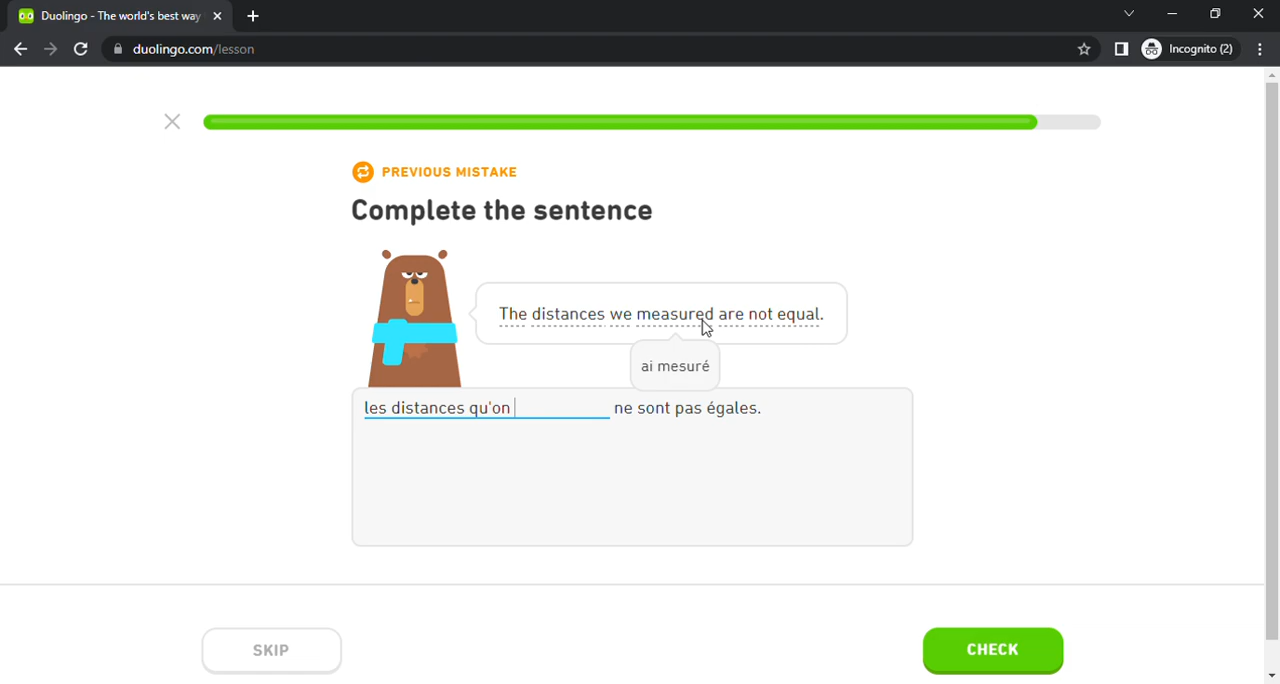 Duolingo - The world's best way
duolingo.com/lesson
Incognito (2)
PREVIOUS MISTAKE
Complete the sentence
The distances we measured are not equal.
ai mesuré
les distances qu'on ne sont pas égales.
SKIP
CHECK